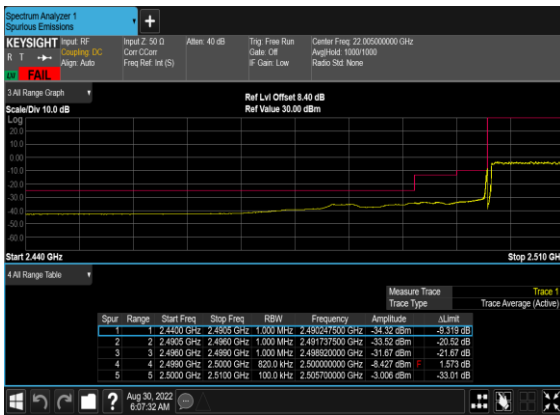 Spectrum Analyzer 1
Spurious Emissions
KEYSIGHT Input: RF Input Z: 50 Ω Atten: 40 dB Trig: Free Run Center Freq: 22.005000000 GHz
R T Coupling: DC Corr CCorr Gate: Off Avg|Hold: 1000/1000
Align: Auto Freq Ref: Int (S) IF Gain: Low Radio Std: None
LXI FAIL
3 All Range Graph
Scale/Div 10.0 dB Ref Lvl Offset 8.40 dB
Ref Value 30.00 dBm
Log
20.0
10.0
0.00
-10.0
-20.0
-30.0
-40.0
-50.0
-60.0
Start 2.440 GHz Stop 2.510 GH
4 All Range Table
Measure Trace Trace 1
Trace Type Trace Average (Active)
Spur Range Start Freq Stop Freq RBW Frequency Amplitude ΔLimit
1 1 2.4400 GHz 2.4905 GHz 1.000 MHz 2.490247500 GHz -34.32 dBm -9.319 dB
2 2 2.4905 GHz 2.4960 GHz 1.000 MHz 2.491737500 GHz -33.52 dBm -20.52 dB
3 3 2.4960 GHz 2.4990 GHz 1.000 MHz 2.498920000 GHz -31.67 dBm -21.67 dB
4 4 2.4990 GHz 2.5000 GHz 820.0 kHz 2.500000000 GHz -8.427 dBm F 1.573 dB
5 5 2.5000 GHz 2.5100 GHz 100.0 kHz 2.505700000 GHz -3.006 dBm -33.01 dB
Aug 30, 2022
6:07:32 AM